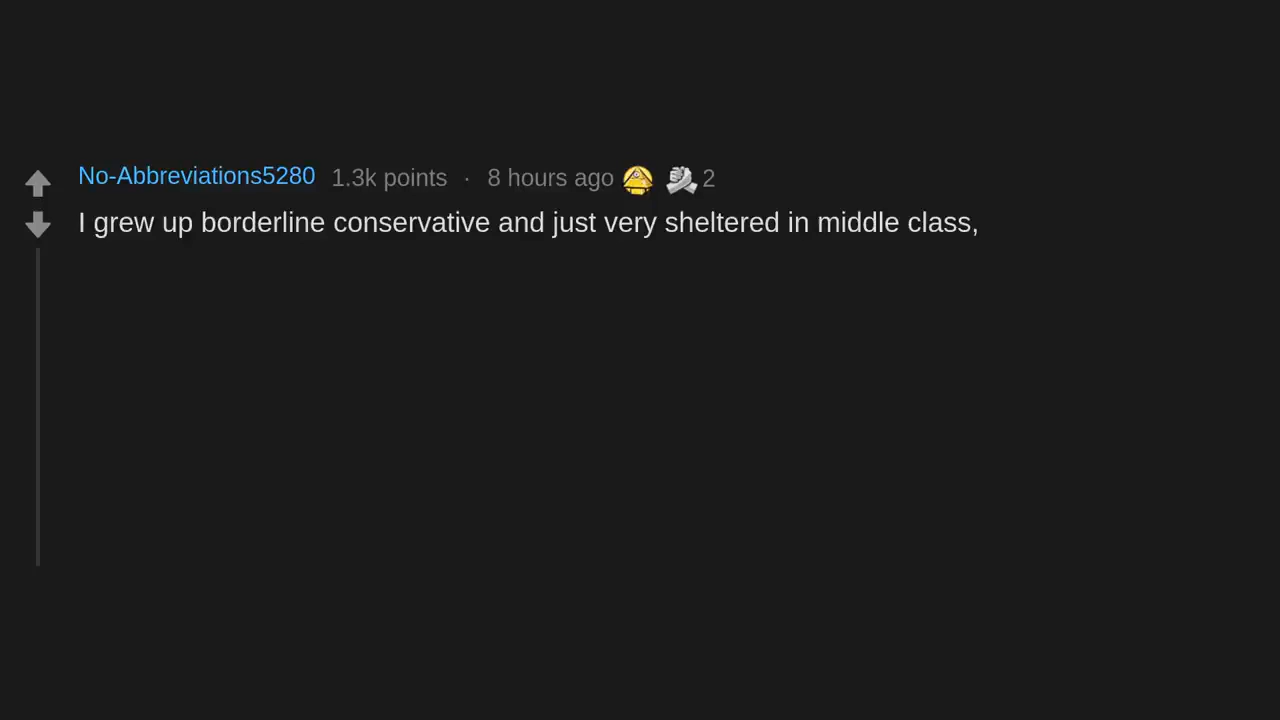 No-Abbreviations5280 1.3k points · 8 hours ago 2
I grew up borderline conservative and just very sheltered in middle class,